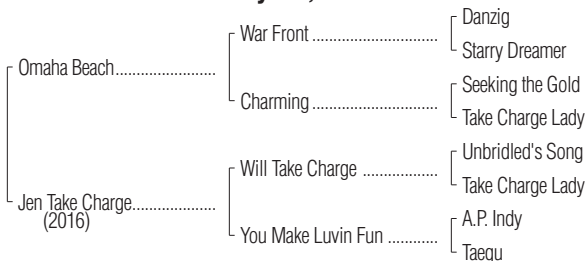 Danzig
War Front ................................
Starry Dreamer
Omaha Beach.........................
Seeking the Gold
Charming ................................
Take Charge Lady
Unbridled's Song
Will Take Charge ...................
Take Charge Lady
Jen Take Charge.....................
(2016)
A.P. Indy
You Make Luvin Fun ............
Taegu